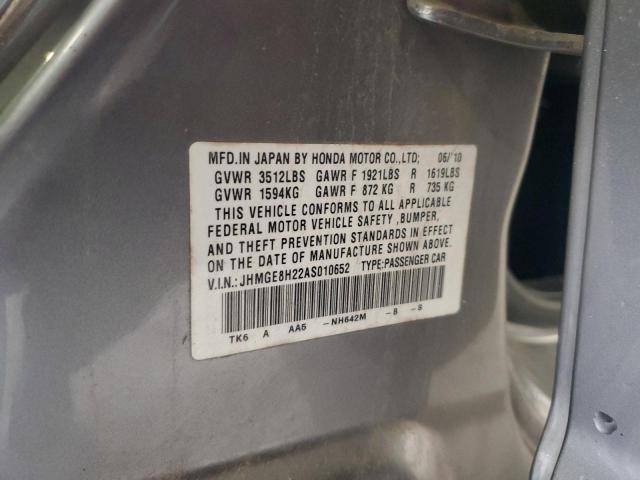 MFD.IN JAPAN BY HONDA MOTOR CO.,LTD; 06/'10
GVWR 3512LBS GAWR F 1921LBS R 1619LBS
GVWR 1594KG GAWR F 872 KG R 735 KG
THIS VEHICLE CONFORMS TO ALL APPLICABLE
FEDERAL MOTOR VEHICLE SAFETY ,BUMPER,
AND THEFT PREVENTION STANDARDS IN EFFECT
ON THE DATE OF MANUFACTURE SHOWN ABOVE.
V.I.N.: JHMGE8H22AS010652 TYPE:PASSENGER CAR
TK6 A AA5 -NH642M -B -S